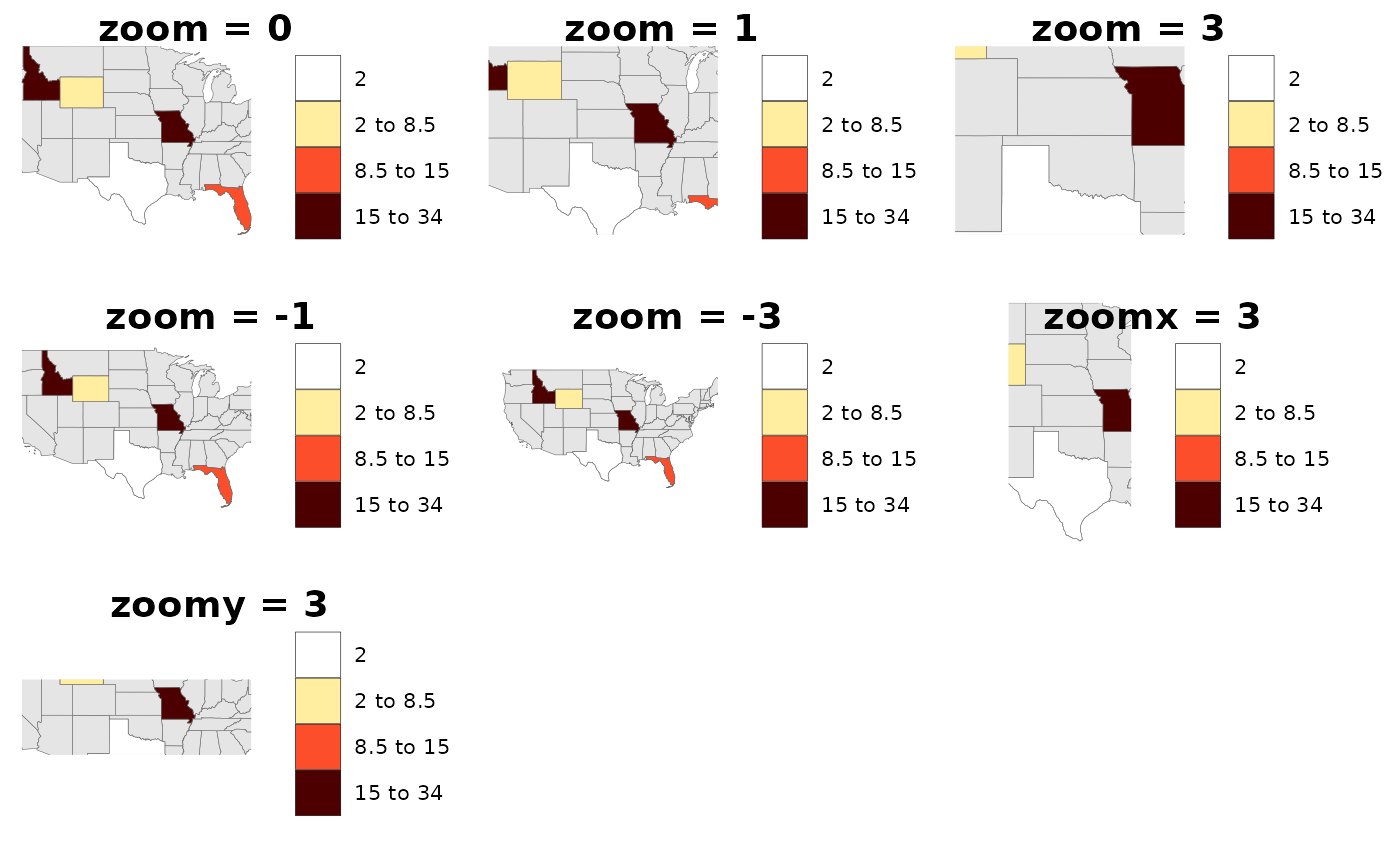 zoom = 0
2
2 to 8.5
8.5 to 15
15 to 34
zoom = 1
2
2 to 8.5
8.5 to 15
15 to 34
zoom = 3
2
2 to 8.5
8.5 to 15
15 to 34
zoom = -1
2
2 to 8.5
8.5 to 15
15 to 34
zoom = -3
2
2 to 8.5
8.5 to 15
15 to 34
zoomx = 3
2
2 to 8.5
8.5 to 15
15 to 34
zoomy = 3
2
2 to 8.5
8.5 to 15
15 to 34